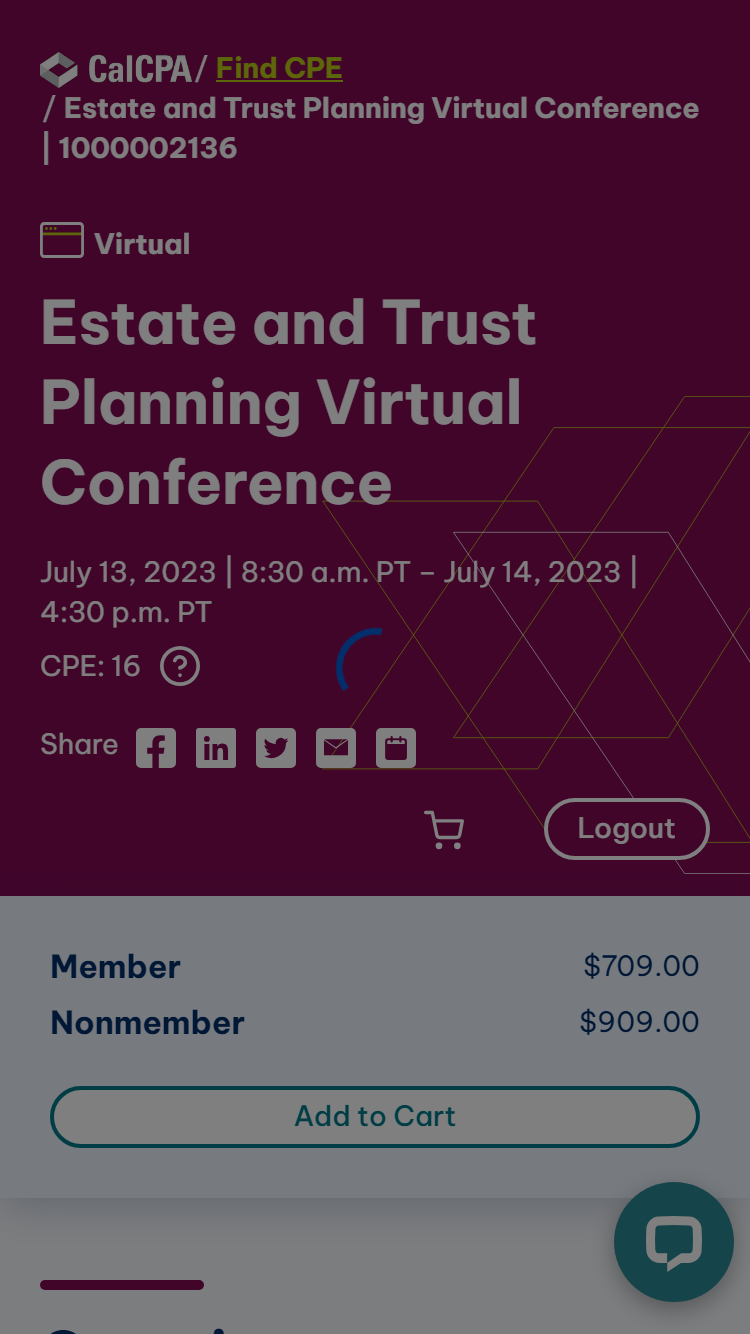 CalCPA / Find CPE
/ Estate and Trust Planning Virtual Conference
| 1000002136
Virtual
Estate and Trust
Planning Virtual
Conference
July 13, 2023 | 8:30 a.m. PT – July 14, 2023 |
4:30 p.m. PT
CPE: 16 ?
Share
Logout
Member $709.00
Nonmember $909.00
Add to Cart